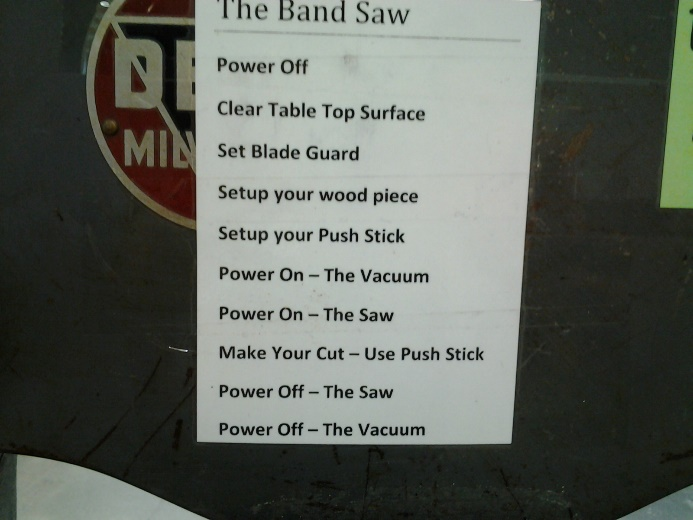 The Band Saw
Power Off
Clear Table Top Surface
Set Blade Guard
Setup your wood piece
Setup your Push Stick
Power On – The Vacuum
Power On – The Saw
Make Your Cut – Use Push Stick
Power Off – The Saw
Power Off – The Vacuum